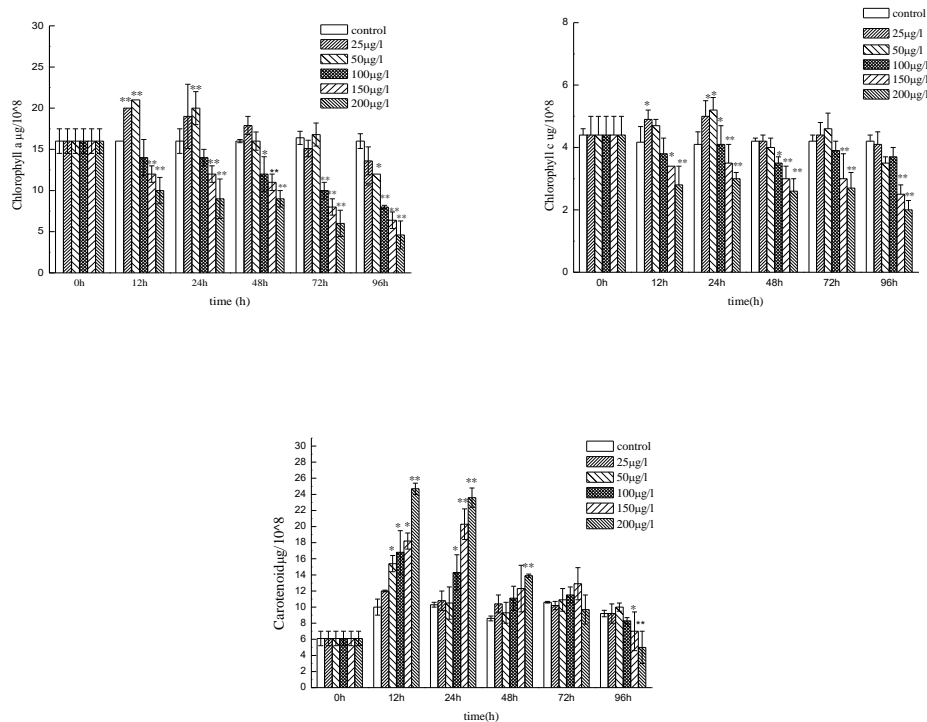 30
25
20
15
10
5
0
Chlorophyll a µg/10^8
control
25µg/l
50µg/l
100µg/l
150µg/l
200µg/l
** **
**
** **
** **
*
** **
** ** **
* ** ** **
0h 12h 24h 48h 72h 96h
time (h)
8
6
4
2
0
Chlorophyll c ug/10^8
control
25µg/l
50µg/l
100µg/l
150µg/l
200µg/l
*
* **
* *
* ** **
* ** **
** **
** **
0h 12h 24h 48h 72h 96h
time(h)
30
28
26
24
22
20
18
16
14
12
10
8
6
4
2
0
Carotenoidµg/10^8
control
25µg/l
50µg/l
100µg/l
150µg/l
200µg/l
* * * **
* ** **
**
* **
0h 12h 24h 48h 72h 96h
time(h)